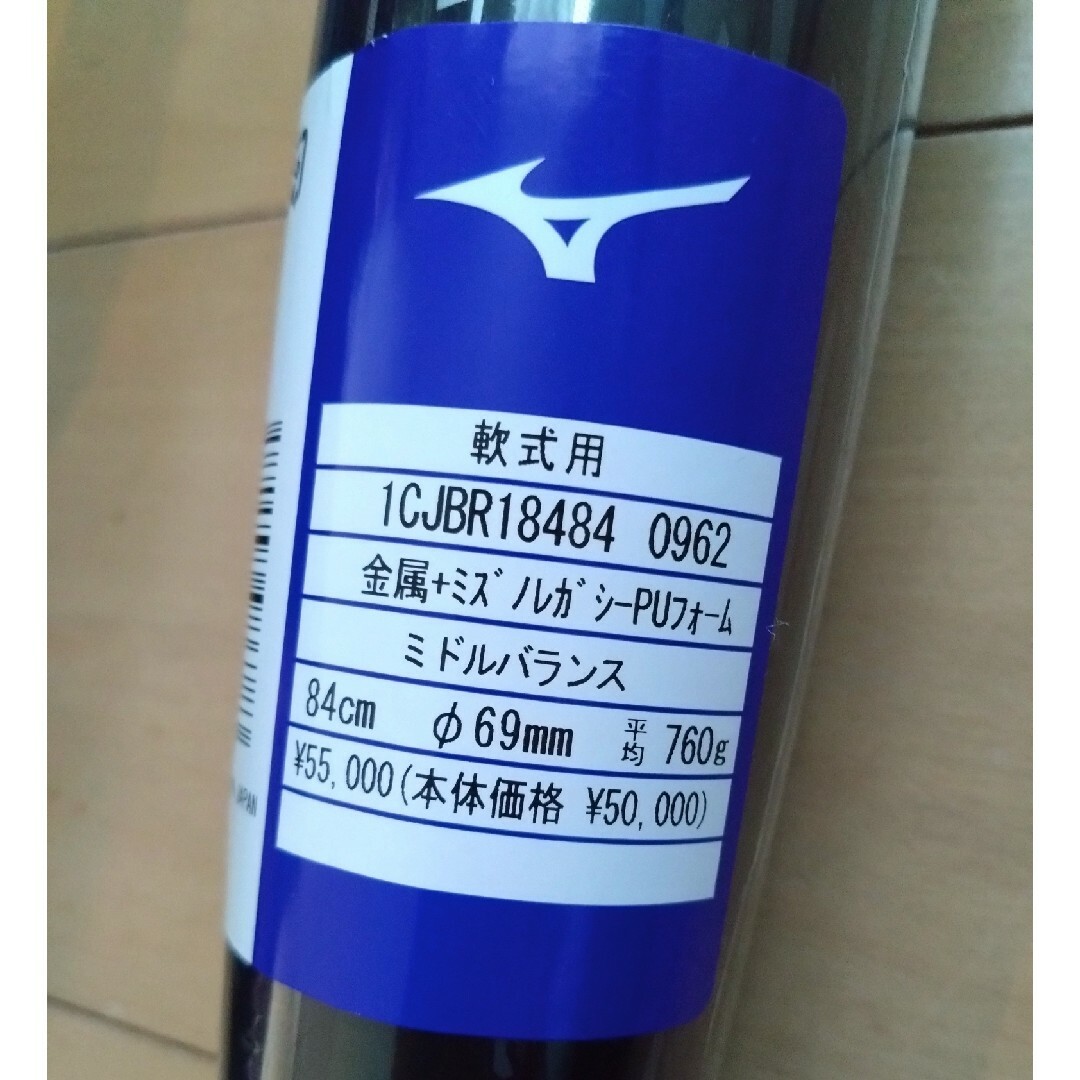 軟式用
1CJBR18484 0962
金属+ミズノレガシーPUフォーム
ミドルバランス
84cm φ69mm 平均 760g
¥55,000(本体価格 ¥50,000)
JAPAN